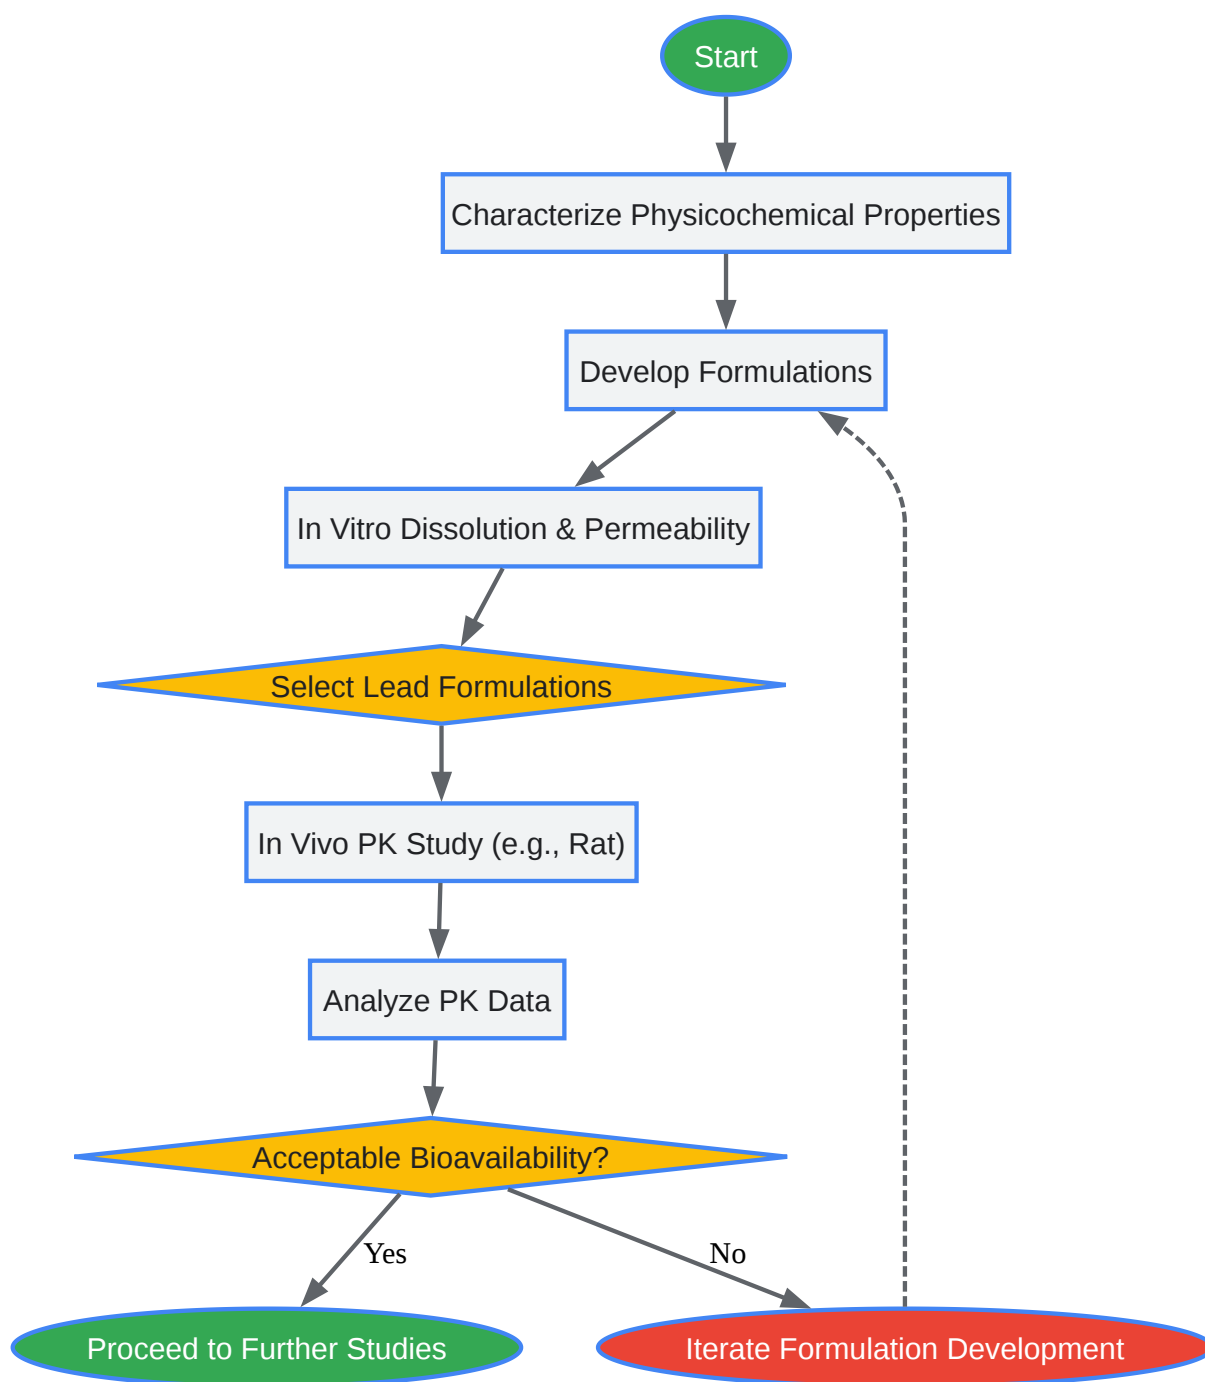 Start
Characterize Physicochemical Properties
Develop Formulations
In Vitro Dissolution & Permeability
Select Lead Formulations
In Vivo PK Study (e.g., Rat)
Analyze PK Data
Acceptable Bioavailability?
Yes
No
Proceed to Further Studies
Iterate Formulation Development